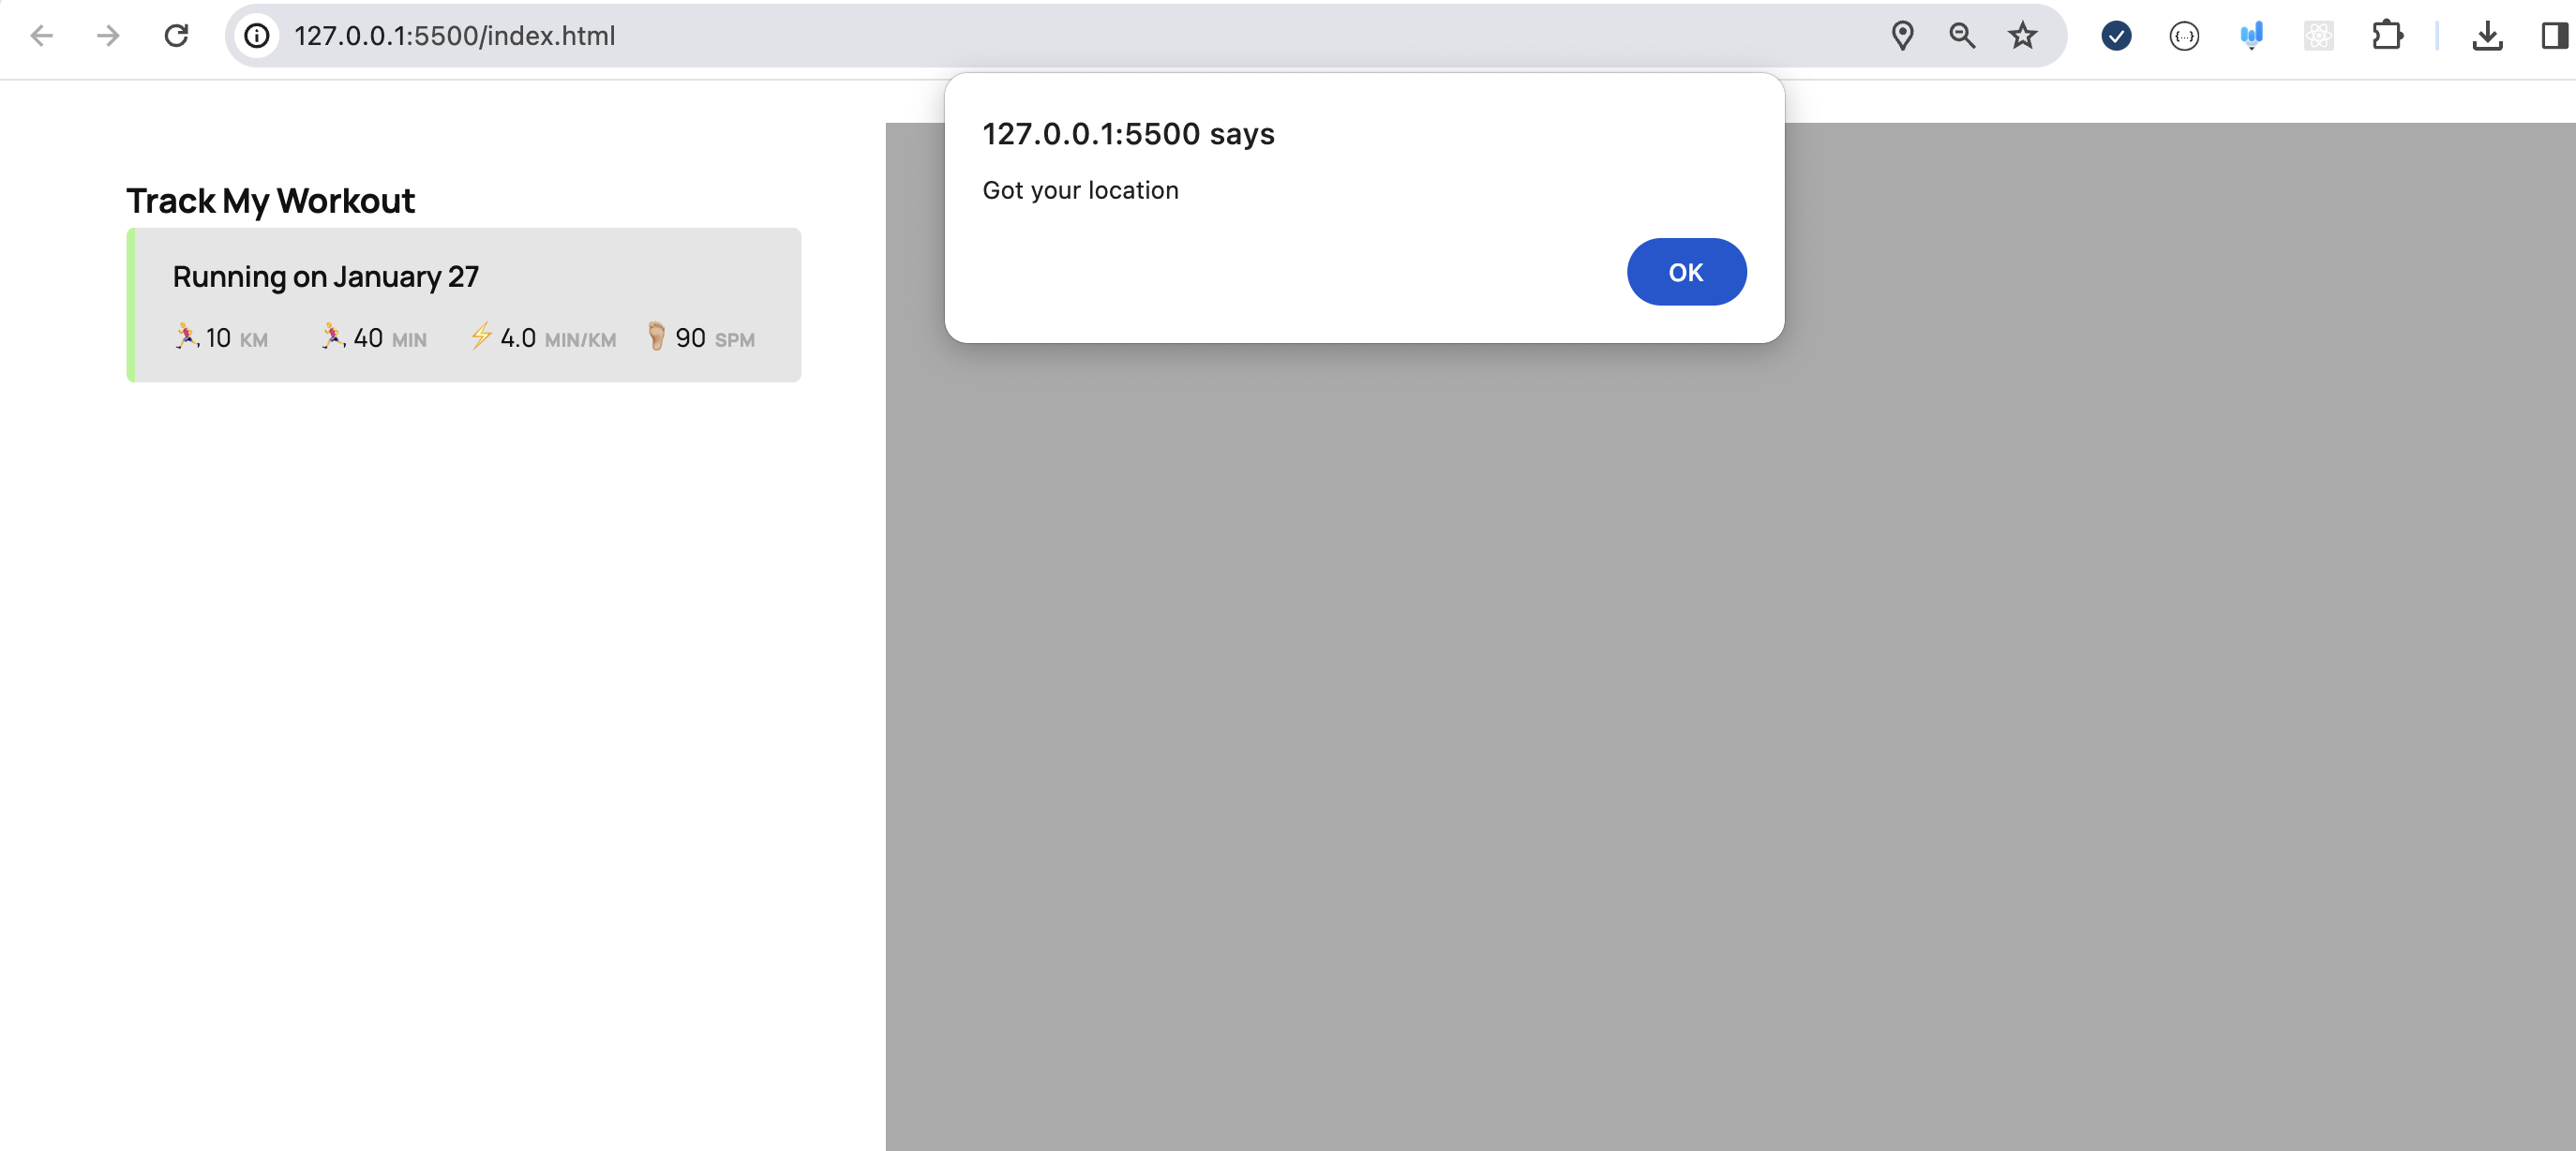 127.0.0.1:5500/index.html
127.0.0.1:5500 says
Got your location
OK
Track My Workout
Running on January 27
10 KM 40 MIN 4.0 MIN/KM 90 SPM